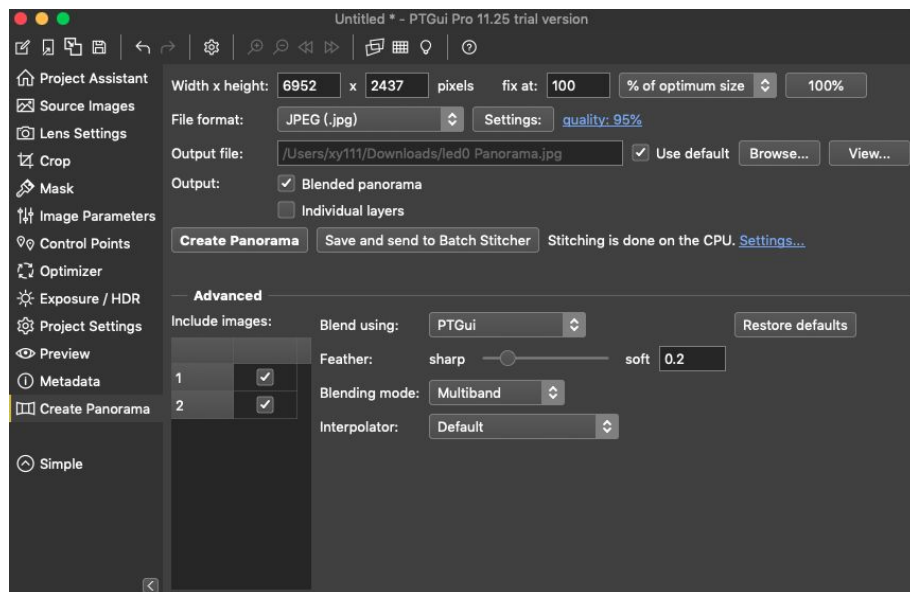 Untitled * - PTGui Pro 11.25 trial version
Project Assistant
Source Images
Lens Settings
Crop
Mask
Image Parameters
Control Points
Optimizer
Exposure / HDR
Project Settings
Preview
Metadata
Create Panorama
Simple
Width x height: 6952 x 2437 pixels fix at: 100 % of optimum size 100%
File format: JPEG (.jpg) Settings: quality: 95%
Output file: /Users/xy111/Downloads/led0 Panorama.jpg Use default Browse... View...
Output: Blended panorama
Individual layers
Create Panorama Save and send to Batch Stitcher Stitching is done on the CPU. Settings...
Advanced
Include images:
1
2
Blend using: PTGui Restore defaults
Feather: sharp soft 0.2
Blending mode: Multiband
Interpolator: Default